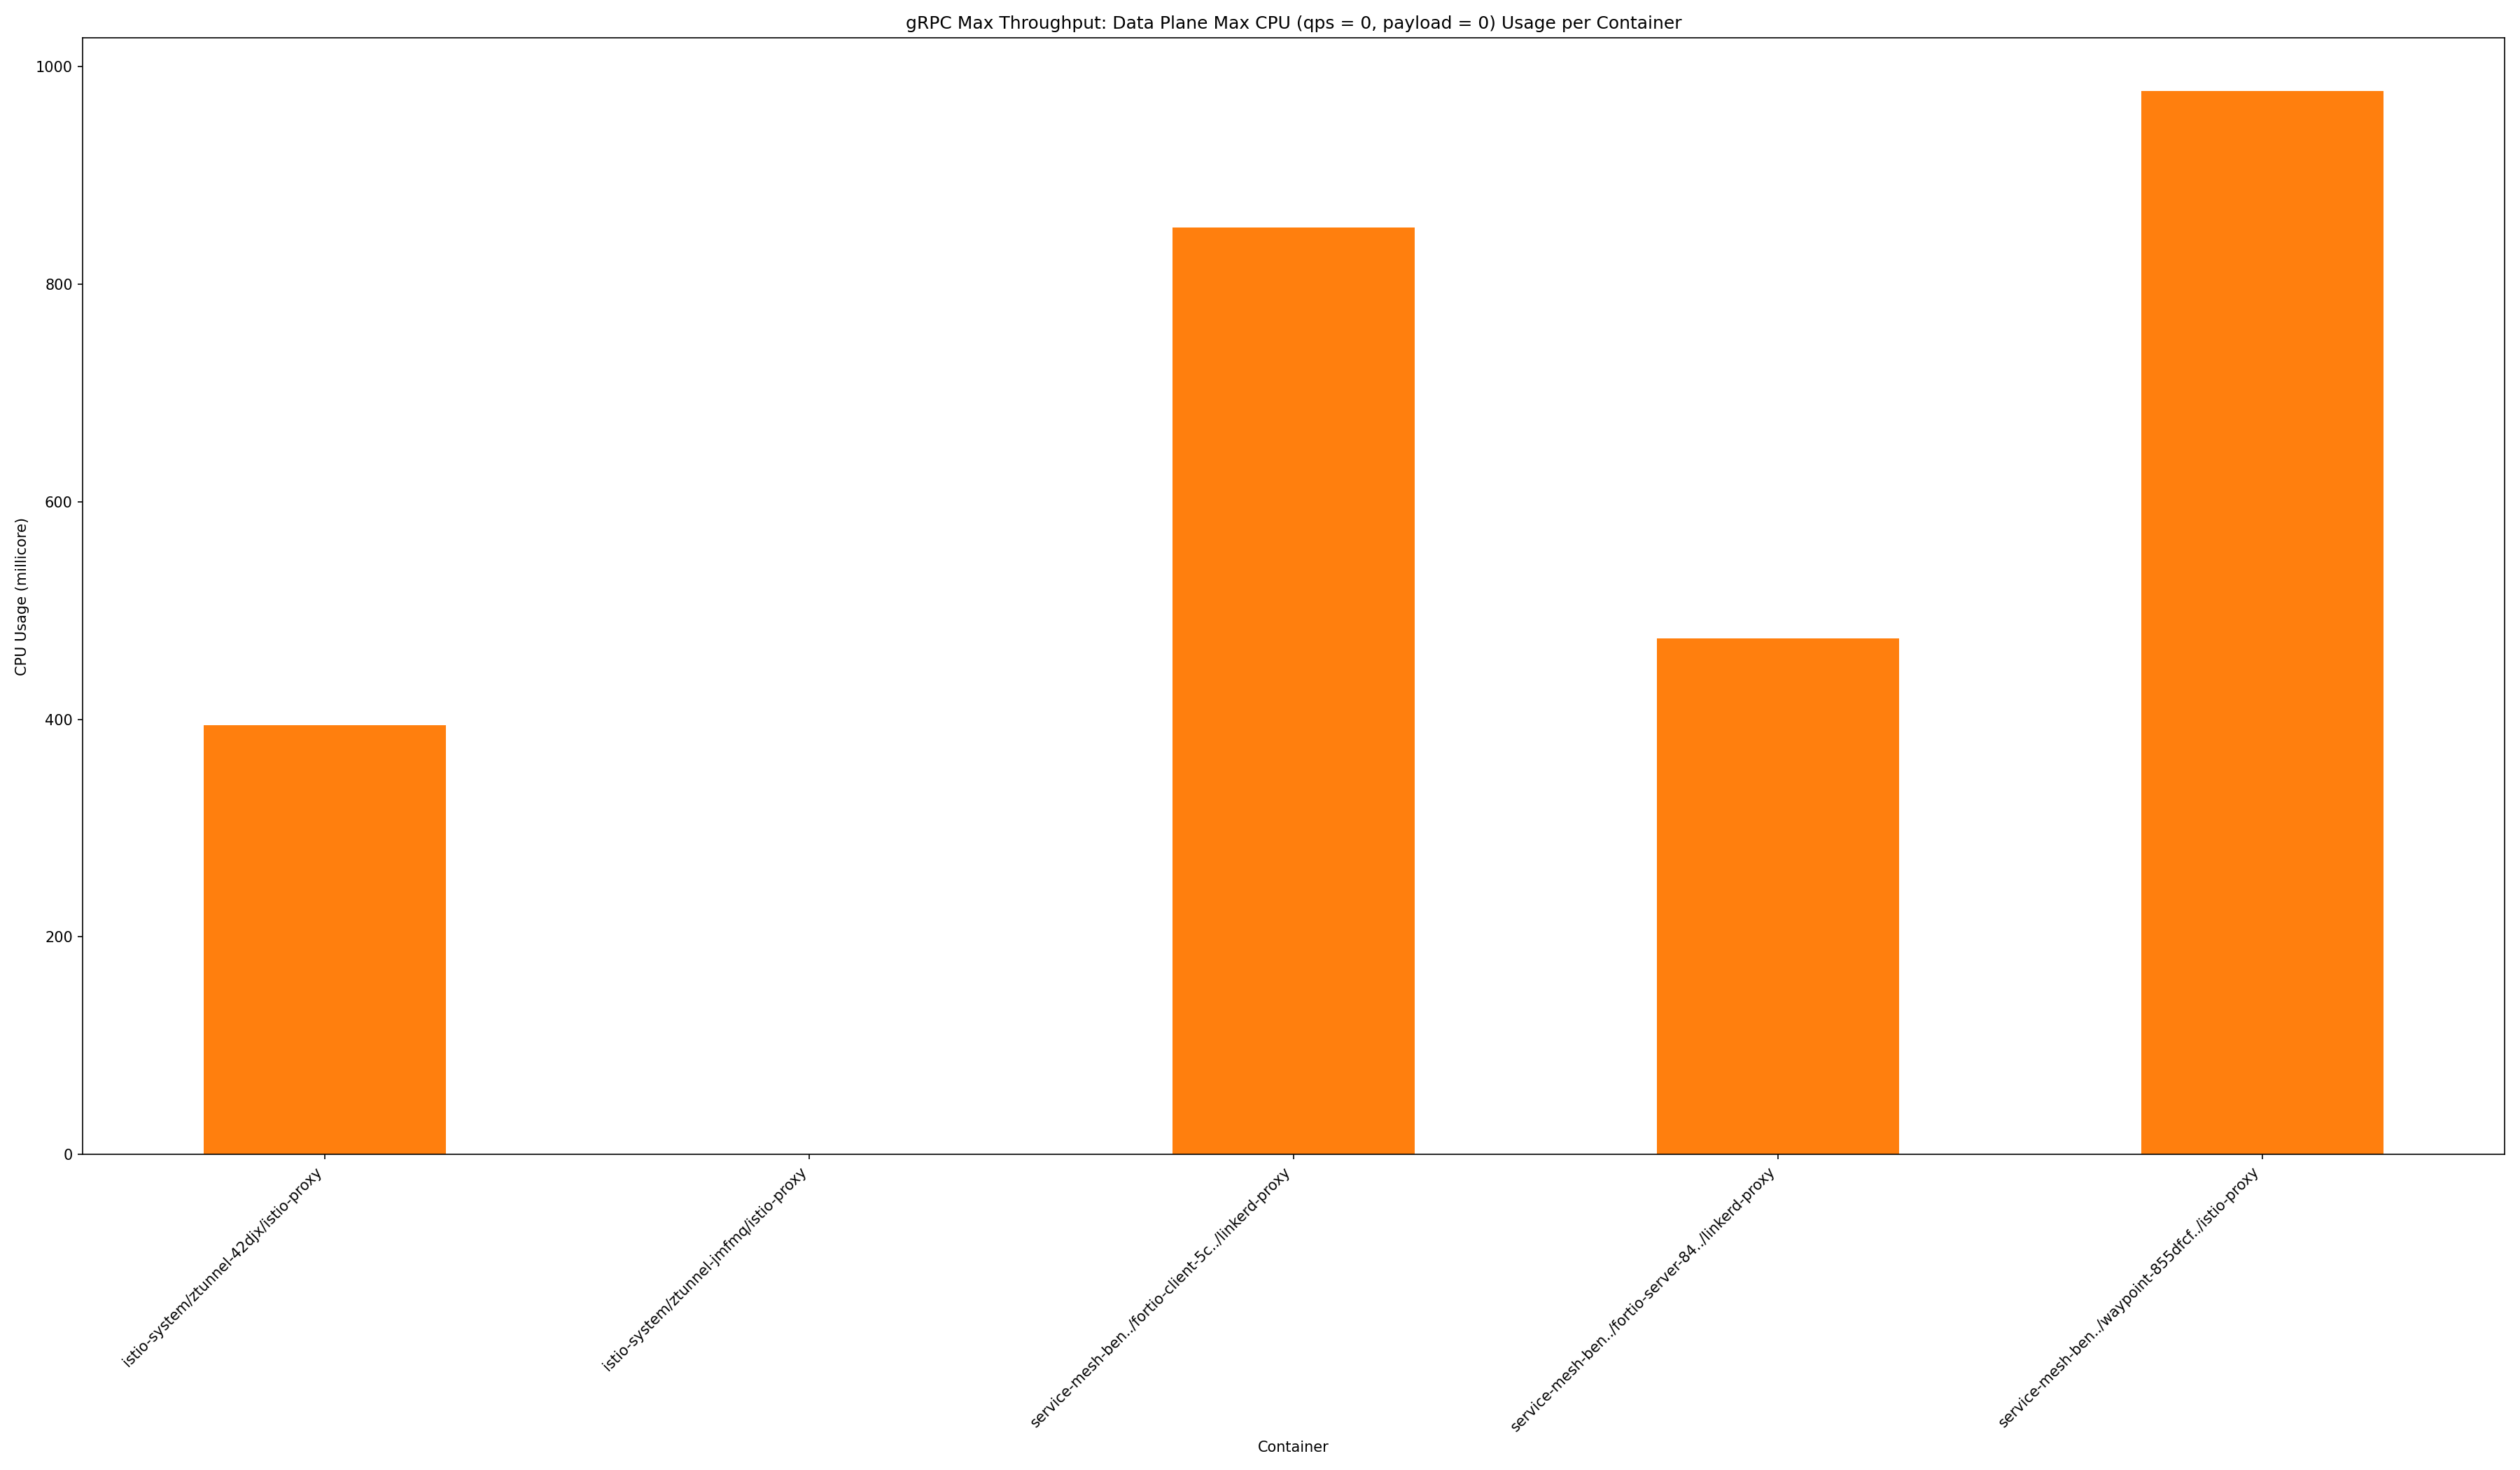 gRPC Max Throughput: Data Plane Max CPU (qps = 0, payload = 0) Usage per Container
CPU Usage (millicore)
1000
800
600
400
200
0
istio-system/ztunnel-42djx/istio-proxy
istio-system/ztunnel-jmfmq/istio-proxy
service-mesh-ben../fortio-client-5c../linkerd-proxy
service-mesh-ben../fortio-server-84../linkerd-proxy
service-mesh-ben../waypoint-855dfcf../istio-proxy
Container